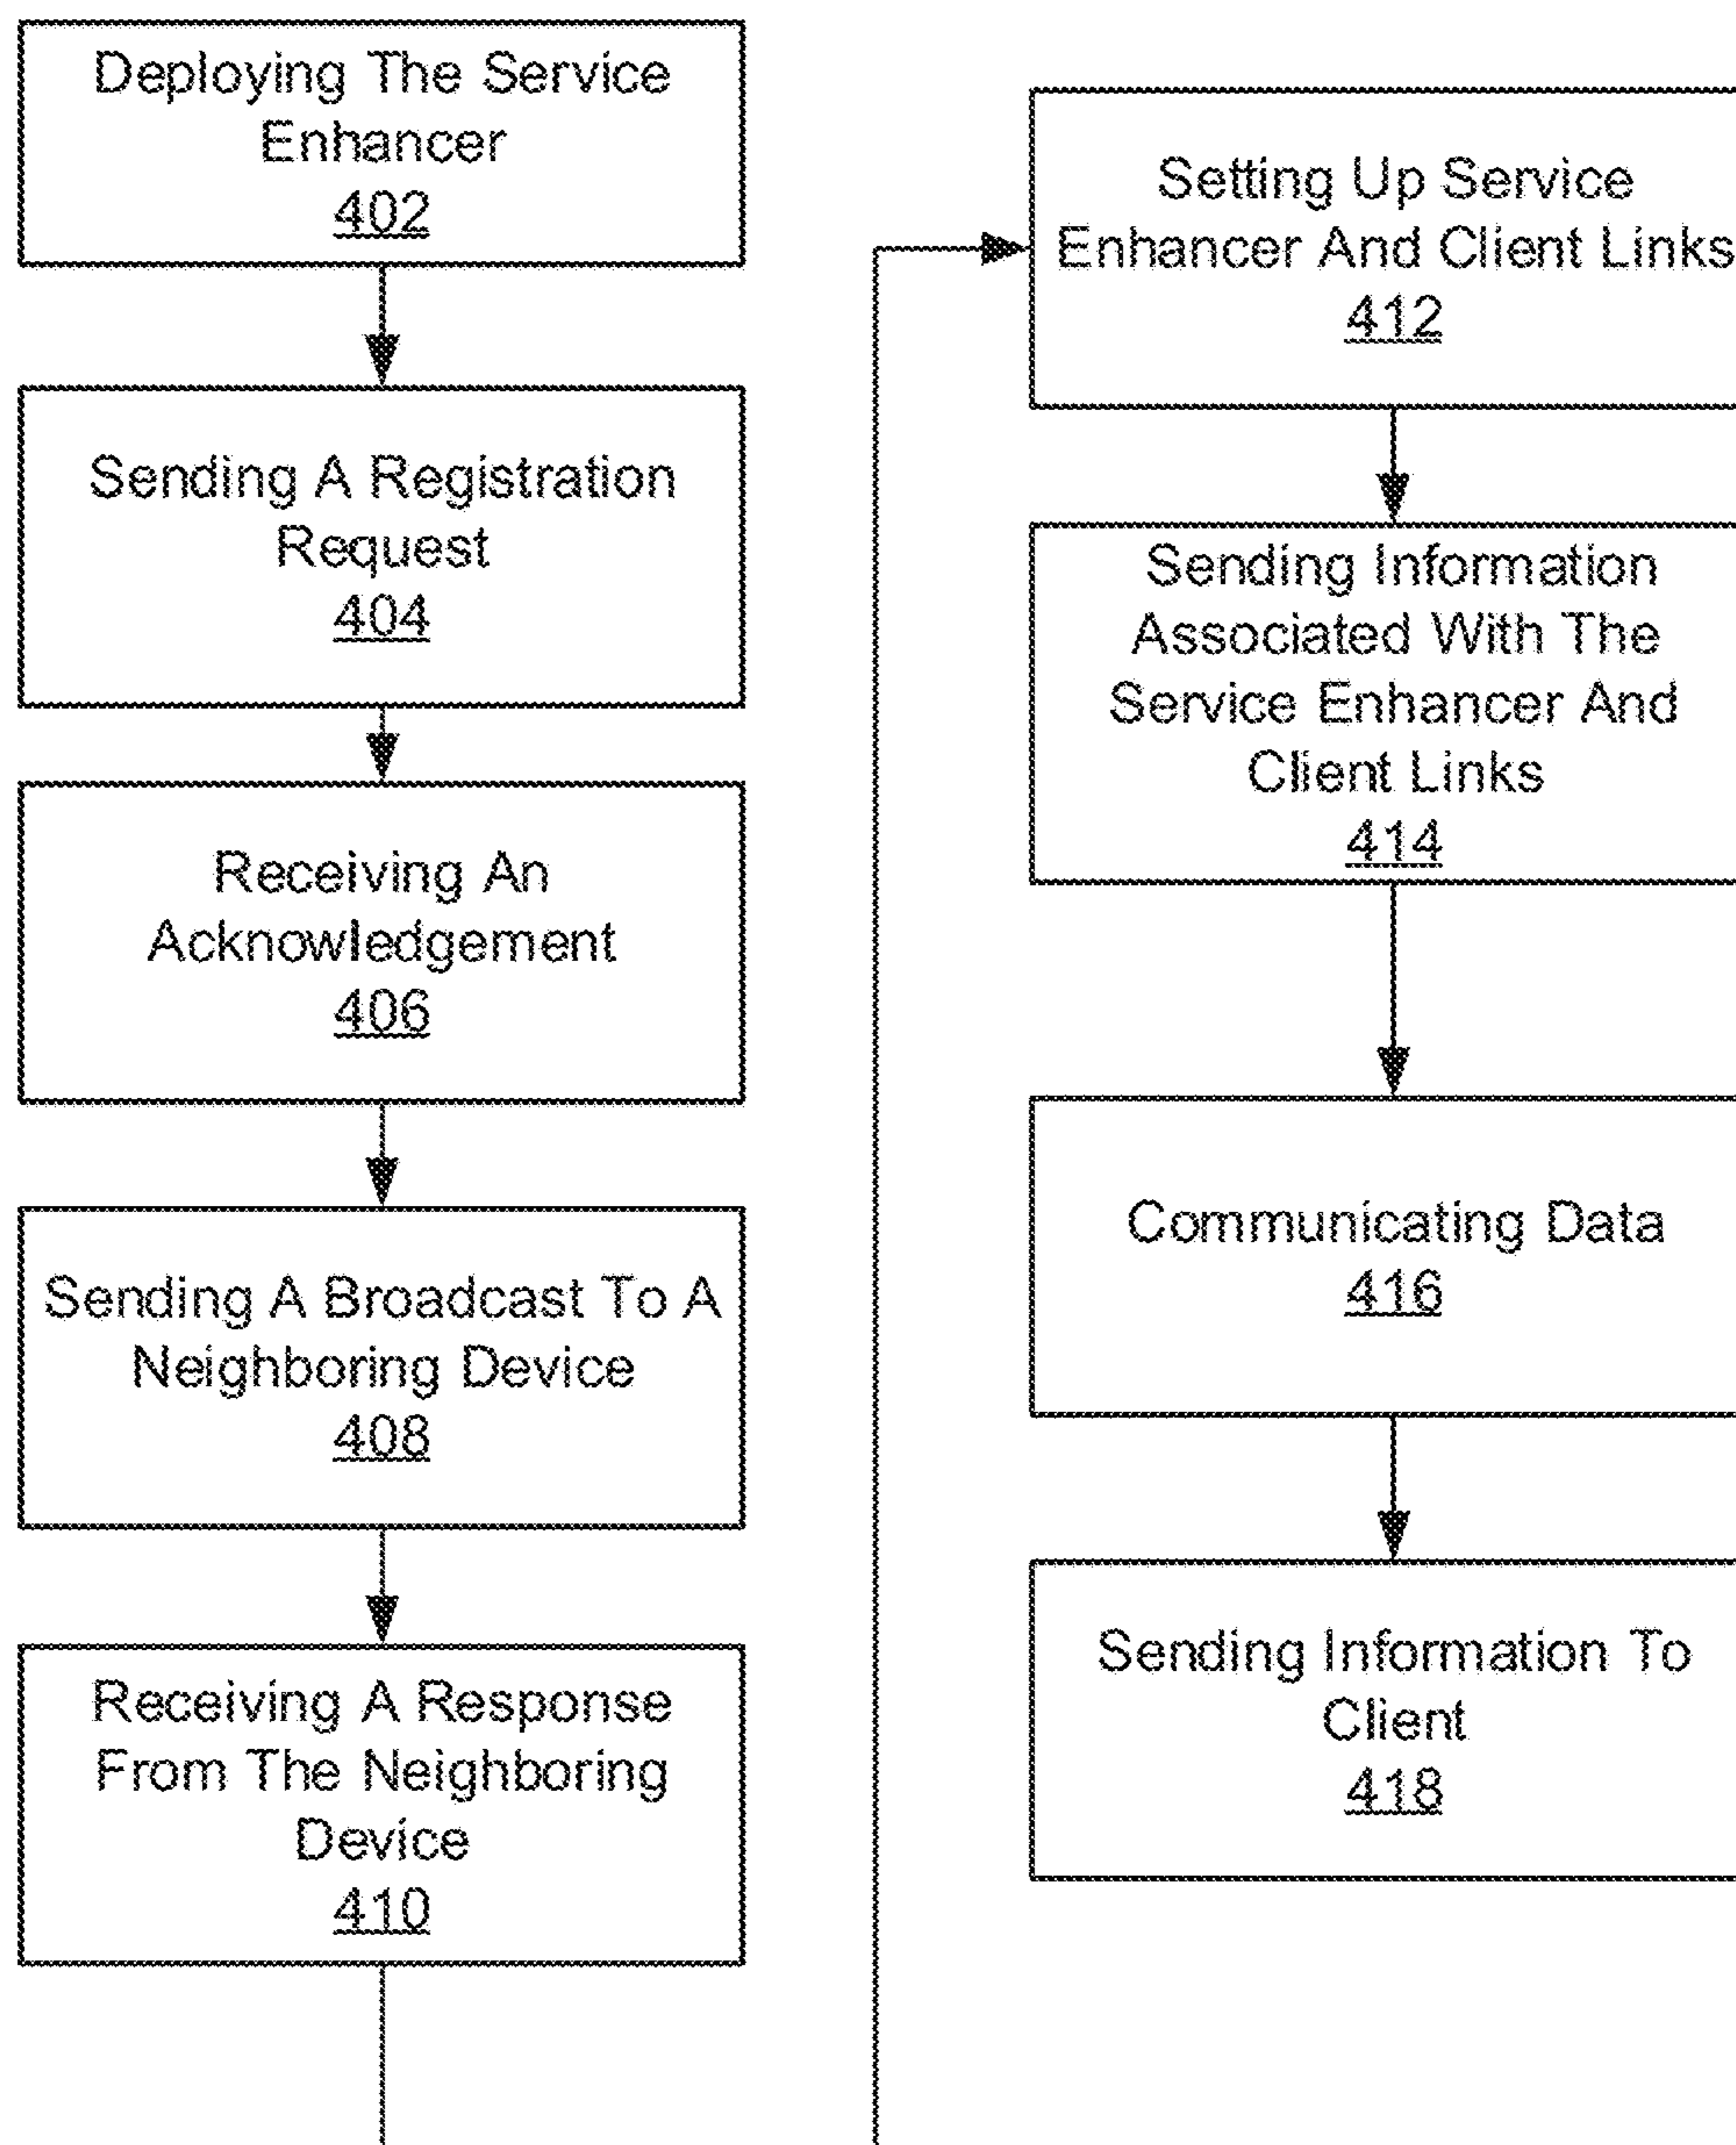 Deploying The Service
Enhancer
402
Sending A Registration
Request
404
Receiving An
Acknowledgement
406
Sending A Broadcast To A
Neighboring Device
408
Receiving A Response
From The Neighboring
Device
410
Setting Up Service
Enhancer And Client Links
412
Sending Information
Associated With The
Service Enhancer And
Client Links
414
Communicating Data
416
Sending Information To
Client
418